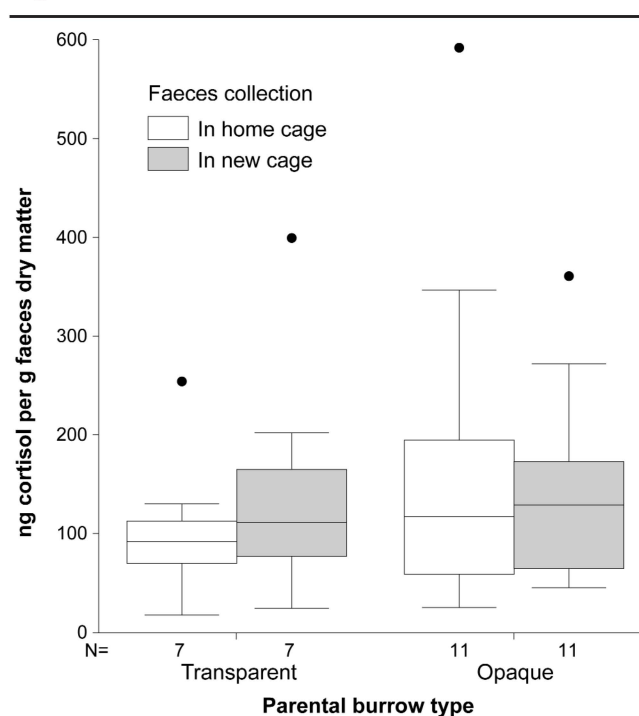 600
500
400
300
200
100
0
ng cortisol per g faeces dry matter
Faeces collection
In home cage
In new cage
N= 7 7 11 11
Transparent Opaque
Parental burrow type